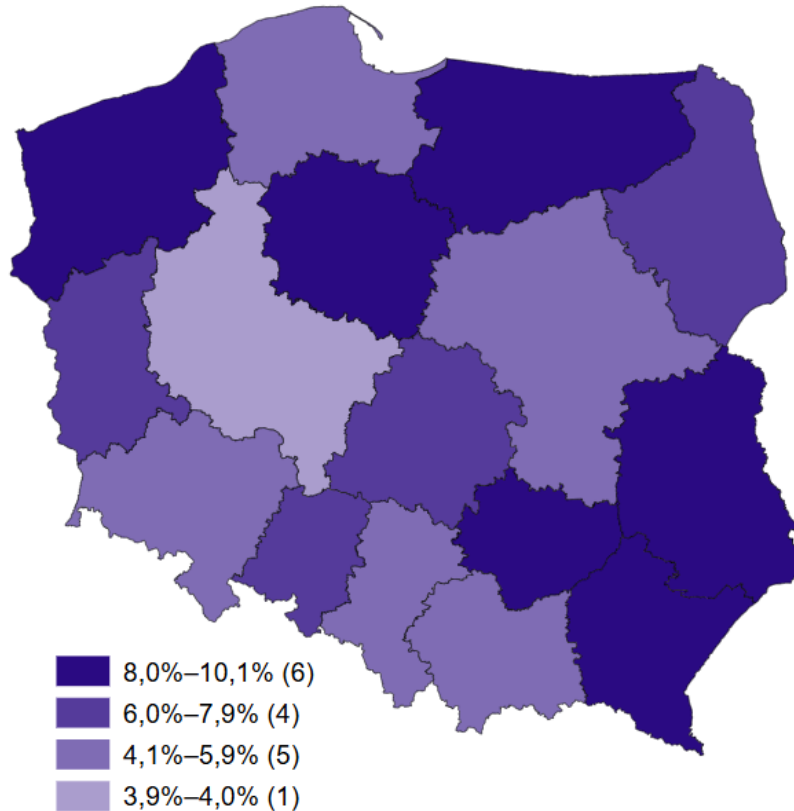 8,0%–10,1% (6)
6,0%–7,9% (4)
4,1%–5,9% (5)
3,9%–4,0% (1)